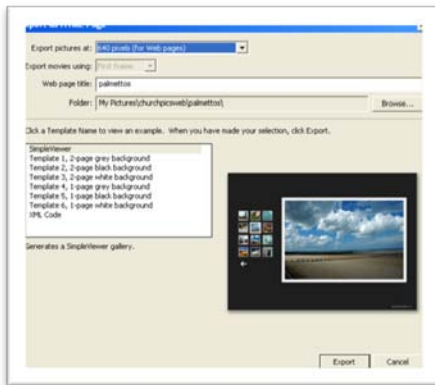 Export pictures at: 640 pixels (for Web pages)
Export movies using: First frame
Web page title: palmettos
Folder: My Pictures\churchpicsweb\palmettos\ Browse...
Click a Template Name to view an example. When you have made your selection, click Export.
SimpleViewer
Template 1, 2-page grey background
Template 2, 2-page black background
Template 3, 2-page white background
Template 4, 1-page grey background
Template 5, 1-page black background
Template 6, 1-page white background
XML Code
Generates a SimpleViewer gallery.
Export Cancel